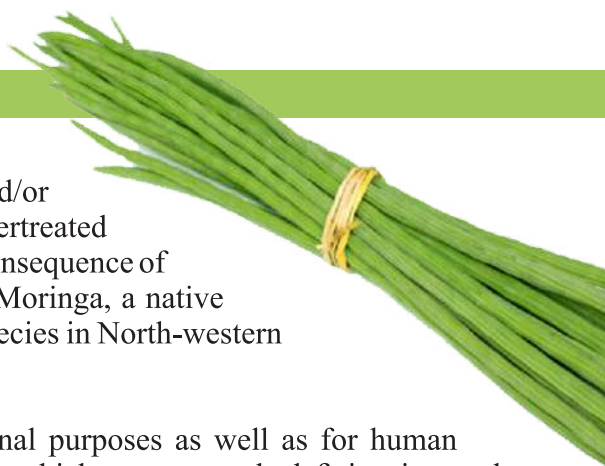 d/or
ertreated
nsequence of
Moringa, a native
ecies in North-western
nal purposes as well as for human